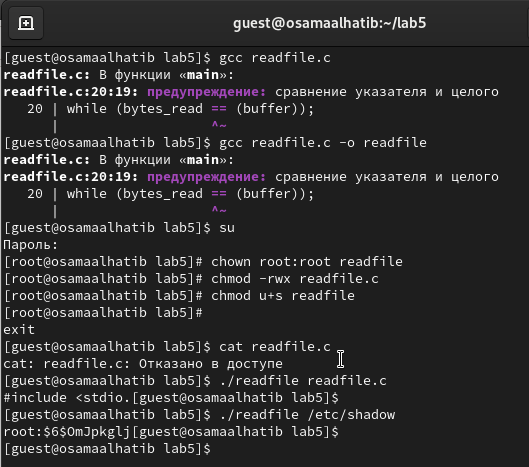 guest@osamaalhatib:~/lab5
[guest@osamaalhatib lab5]$ gcc readfile.c
readfile.c: В функции «main»:
readfile.c:20:19: предупреждение: сравнение указателя и целого
20 | while (bytes_read == (buffer));
| ^~
[guest@osamaalhatib lab5]$ gcc readfile.c -o readfile
readfile.c: В функции «main»:
readfile.c:20:19: предупреждение: сравнение указателя и целого
20 | while (bytes_read == (buffer));
| ^~
[guest@osamaalhatib lab5]$ su
Пароль:
[root@osamaalhatib lab5]# chown root:root readfile
[root@osamaalhatib lab5]# chmod -rwx readfile.c
[root@osamaalhatib lab5]# chmod u+s readfile
[root@osamaalhatib lab5]#
exit
[guest@osamaalhatib lab5]$ cat readfile.c
cat: readfile.c: Отказано в доступе
[guest@osamaalhatib lab5]$ ./readfile readfile.c
#include <stdio.[guest@osamaalhatib lab5]$
[guest@osamaalhatib lab5]$ ./readfile /etc/shadow
root:$6$OmJpkglj[guest@osamaalhatib lab5]$
[guest@osamaalhatib lab5]$